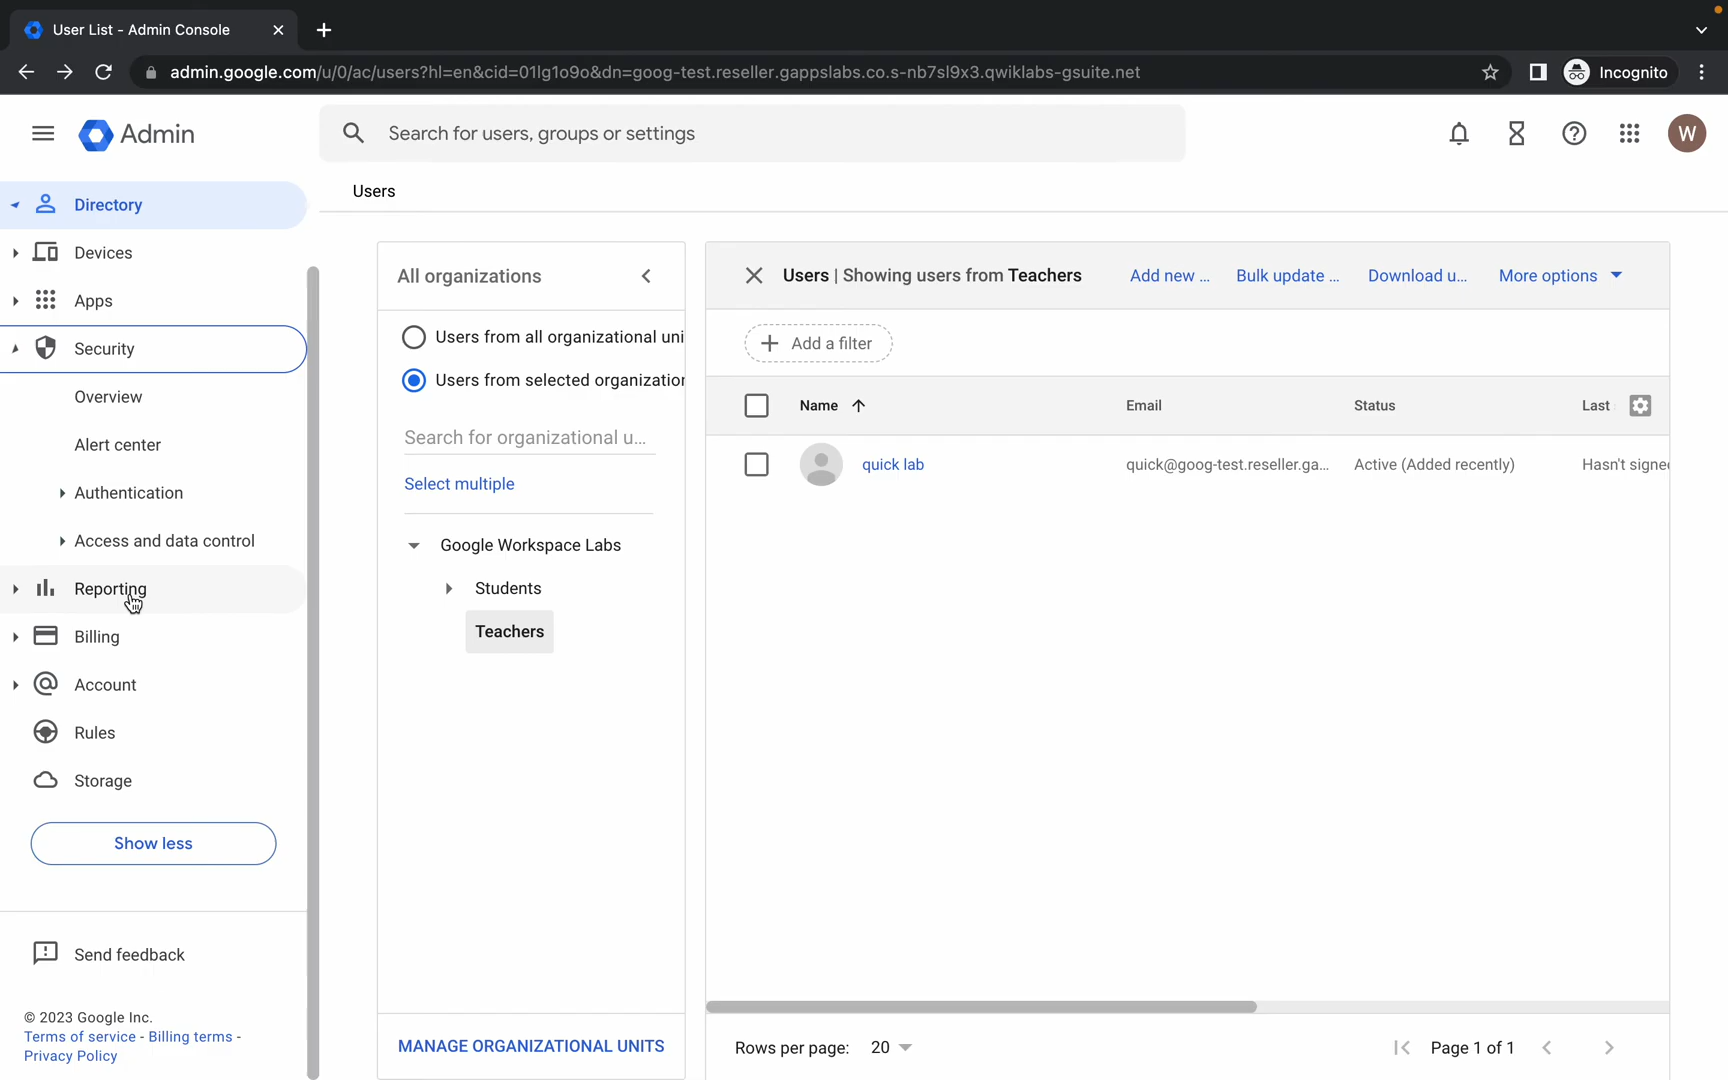 User List - Admin Console
admin.google.com/u/0/ac/users?hl=en&cid=01lg1o9o&dn=goog-test.reseller.gappslabs.co.s-nb7sl9x3.qwiklabs-gsuite.net
Incognito
Admin
Search for users, groups or settings
W
Directory
Devices
Apps
Security
Overview
Alert center
Authentication
Access and data control
Reporting
Billing
Account
Rules
Storage
Show less
Send feedback
© 2023 Google Inc.
Terms of service - Billing terms -
Privacy Policy
Users
All organizations
Users from all organizational uni
Users from selected organization
Search for organizational u...
Select multiple
Google Workspace Labs
Students
Teachers
MANAGE ORGANIZATIONAL UNITS
Users | Showing users from Teachers
Add new ...
Bulk update ...
Download u...
More options
Add a filter
Name
Email
Status
Last
quick lab
quick@goog-test.reseller.ga...
Active (Added recently)
Hasn't signe
Rows per page: 20
Page 1 of 1